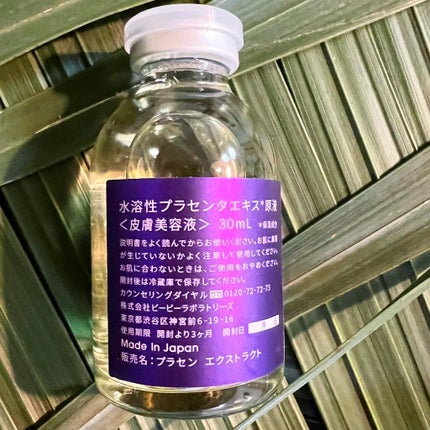 水溶性プラセンタエキス*原液
＜皮膚美容液＞ 30mL *保湿成分
説明書をよく読んでからお使いください。お肌に異常
が生じていないかよく注意して使用してください。
お肌に合わないときは、ご使用をおやめください。
開封後は冷蔵庫で保存してください。
カウンセリングダイヤル 0120-72-72-73
株式会社ビービーラボラトリーズ
東京都渋谷区神宮前6-19-16
使用期限 開封より3ヶ月 開封日 月 日
Made in Japan
販売名：プラセン エクストラクト